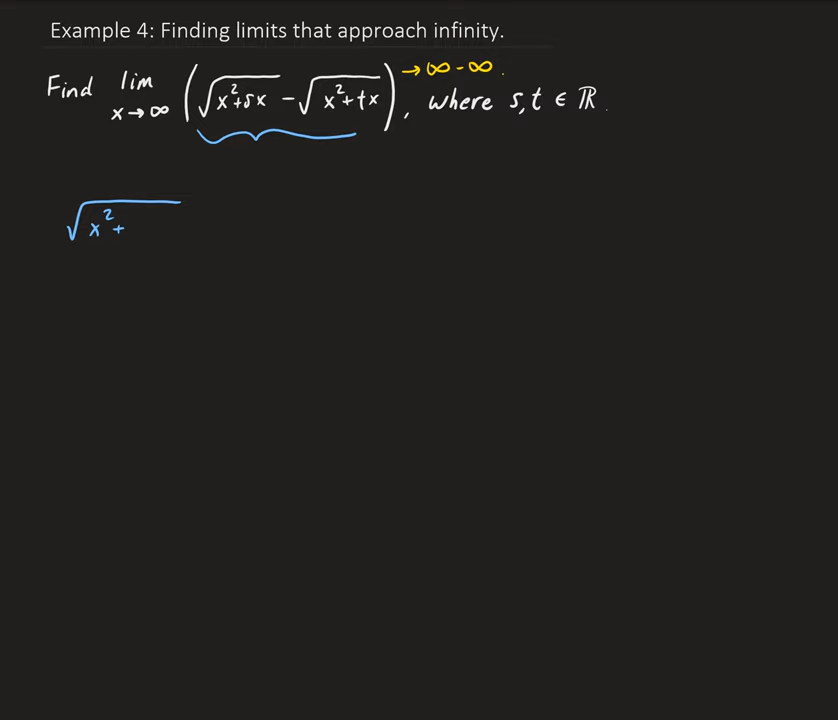 Example 4: Finding limits that approach infinity.
Find lim x→∞ (√(x²+sx) - √(x²+tx)) →∞-∞. , where s,t ∈ ℝ.
√(x²+